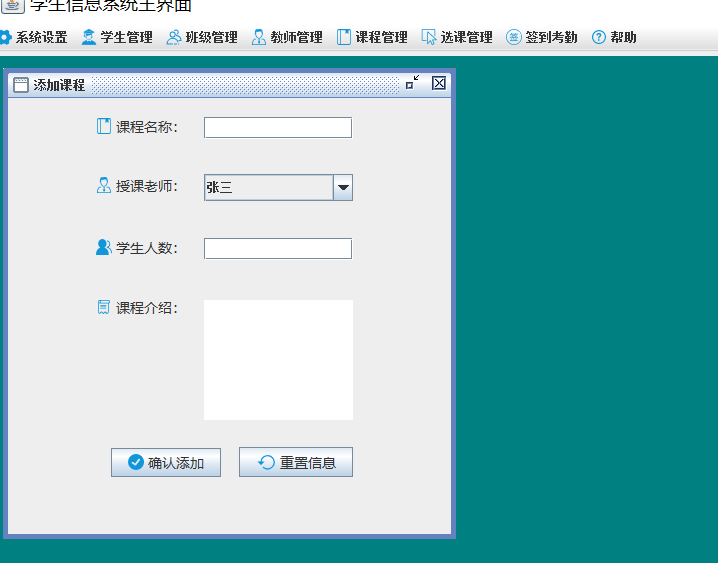 学生信息系统主界面
系统设置 学生管理 班级管理 教师管理 课程管理 选课管理 签到考勤 帮助
添加课程
课程名称：
授课老师： 张三
学生人数：
课程介绍：
确认添加 重置信息